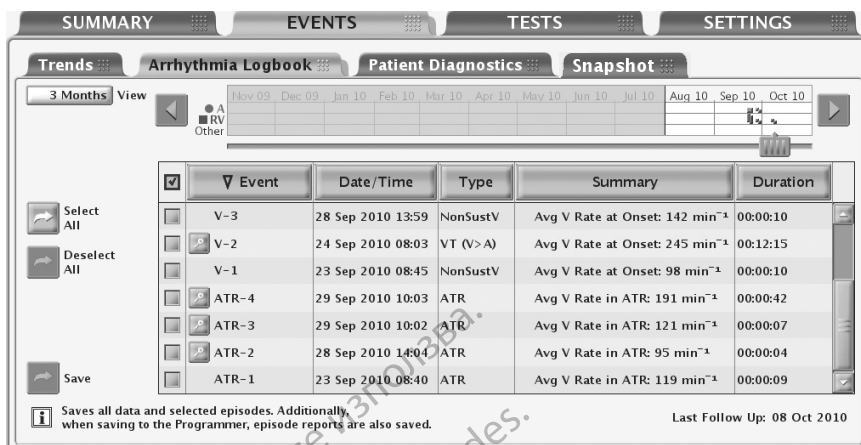 SUMMARY EVENTS TESTS SETTINGS
Trends Arrhythmia Logbook Patient Diagnostics Snapshot
3 Months View
Nov 09 Dec 09 Jan 10 Feb 10 Mar 10 Apr 10 May 10 Jun 10 Jul 10 Aug 10 Sep 10 Oct 10
A
RV
Other
Event Date/Time Type Summary Duration
Select All
Deselect All
Save
V-3 28 Sep 2010 13:59 NonSustV Avg V Rate at Onset: 142 min⁻¹ 00:00:10
V-2 24 Sep 2010 08:03 VT (V>A) Avg V Rate at Onset: 245 min⁻¹ 00:12:15
V-1 23 Sep 2010 08:45 NonSustV Avg V Rate at Onset: 98 min⁻¹ 00:00:10
ATR-4 29 Sep 2010 10:03 ATR Avg V Rate in ATR: 191 min⁻¹ 00:00:42
ATR-3 29 Sep 2010 10:02 ATR Avg V Rate in ATR: 121 min⁻¹ 00:00:07
ATR-2 28 Sep 2010 14:04 ATR Avg V Rate in ATR: 95 min⁻¹ 00:00:04
ATR-1 23 Sep 2010 08:40 ATR Avg V Rate in ATR: 119 min⁻¹ 00:00:09
i Saves all data and selected episodes. Additionally,
when saving to the Programmer, episode reports are also saved.
Last Follow Up: 08 Oct 2010
използва.